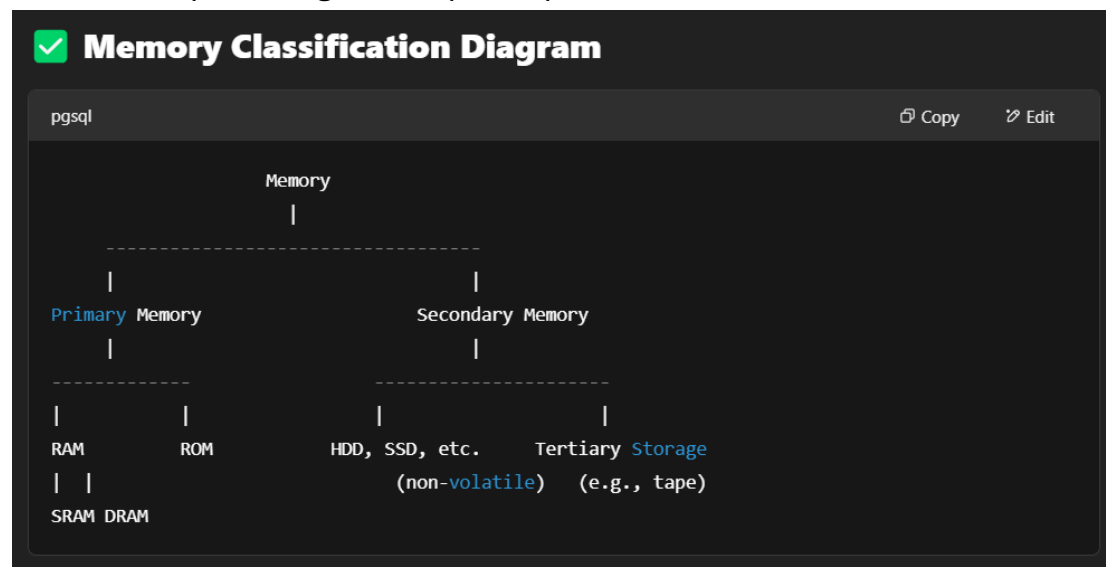 ✅ Memory Classification Diagram
pgsql Copy Edit
Memory
|
-----------------------------------
| |
Primary Memory Secondary Memory
| |
------------- ----------------------
| | | |
RAM ROM HDD, SSD, etc. Tertiary Storage
| | (non-volatile) (e.g., tape)
SRAM DRAM